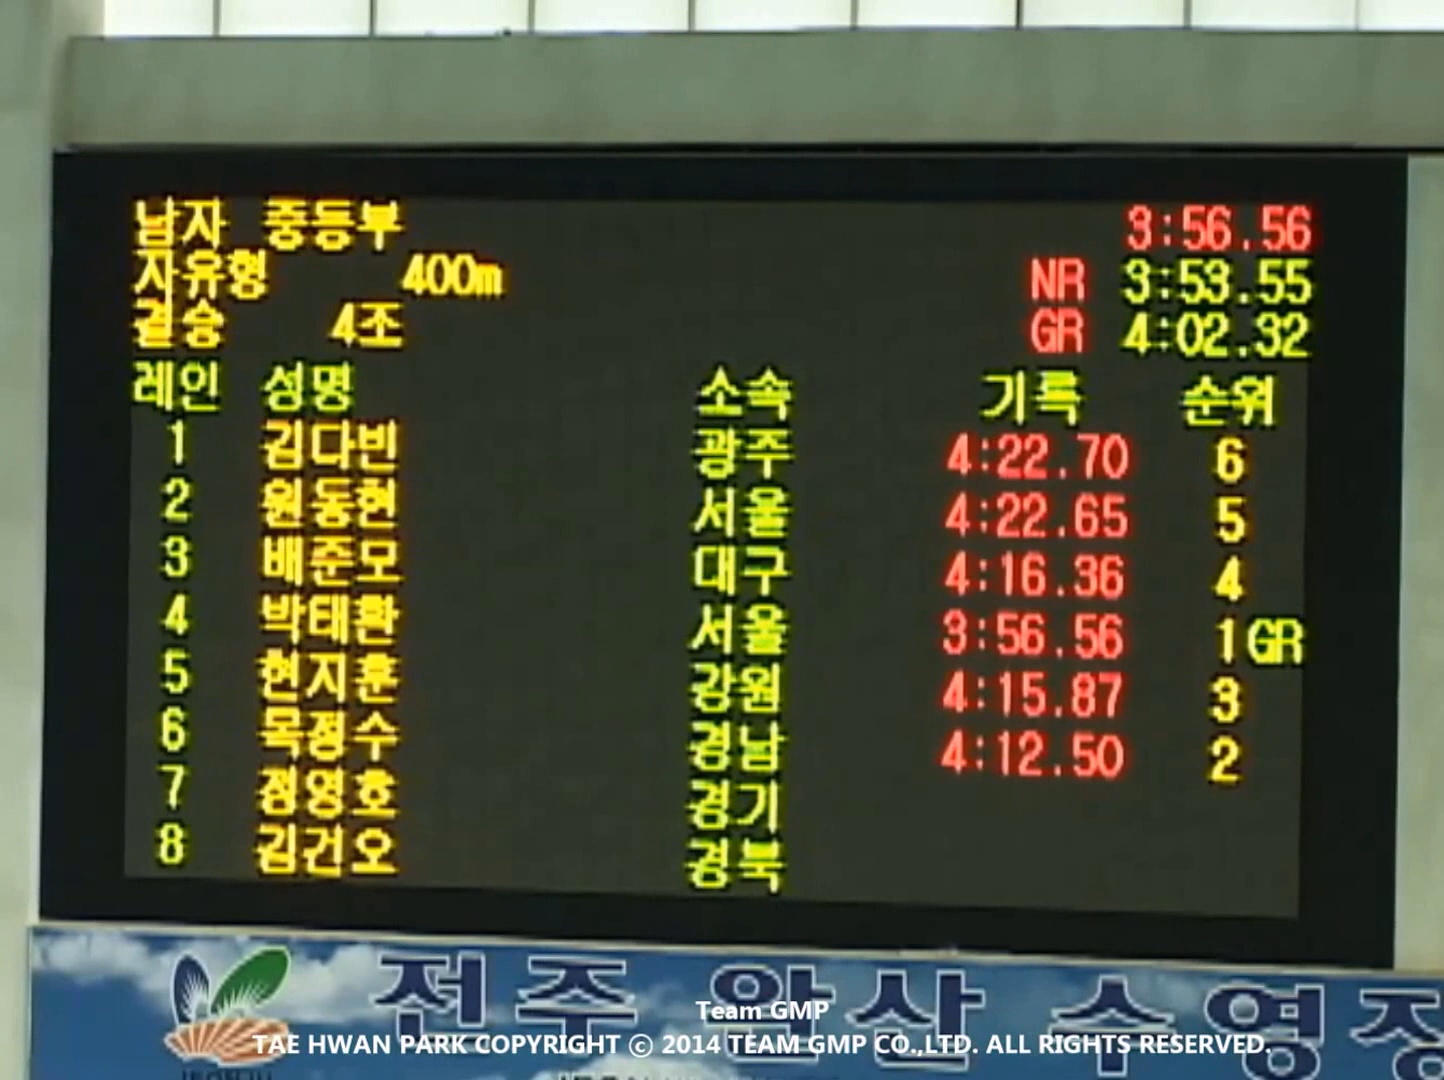 남자 중등부 3:56.56
자유형 400m NR 3:53.55
결승 4조 GR 4:02.32
레인 성명 소속 기록 순위
1 김다빈 광주 4:22.70 6
2 원동현 서울 4:22.65 5
3 배준모 대구 4:16.36 4
4 박태환 서울 3:56.56 1GR
5 현지훈 강원 4:15.87 3
6 목정수 경남 4:12.50 2
7 정영호 경기
8 김건오 경북
전주 완산 수영장
Team GMP
TAE HWAN PARK COPYRIGHT © 2014 TEAM GMP CO.,LTD. ALL RIGHTS RESERVED.